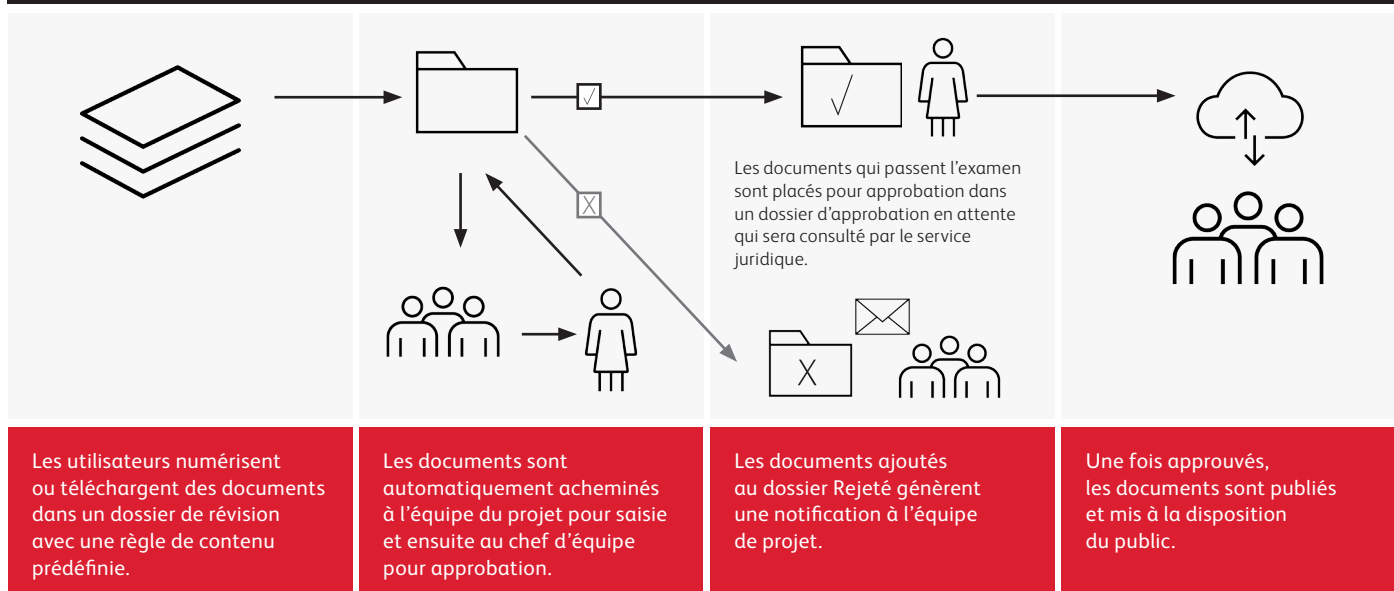 Les documents qui passent l’examen
sont placés pour approbation dans
un dossier d’approbation en attente
qui sera consulté par le service
juridique.
Les utilisateurs numérisent
ou téléchargent des documents
dans un dossier de révision
avec une règle de contenu
prédéfinie.
Les documents sont
automatiquement acheminés
à l’équipe du projet pour saisie
et ensuite au chef d’équipe
pour approbation.
Les documents ajoutés
au dossier Rejeté génèrent
une notification à l’équipe
de projet.
Une fois approuvés,
les documents sont publiés
et mis à la disposition
du public.